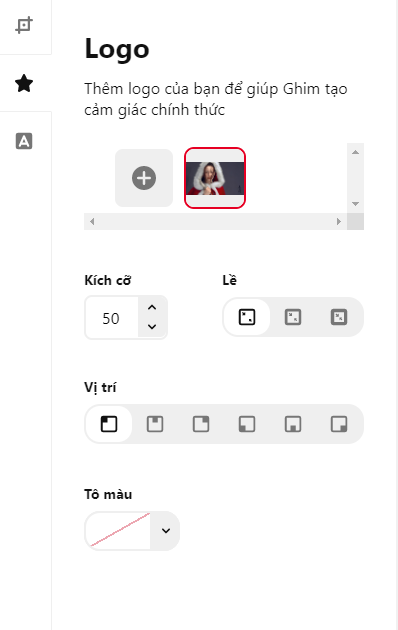 Logo
Thêm logo của bạn để giúp Ghim tạo
cảm giác chính thức
Kích cỡ
Lề
50
Vị trí
Tô màu